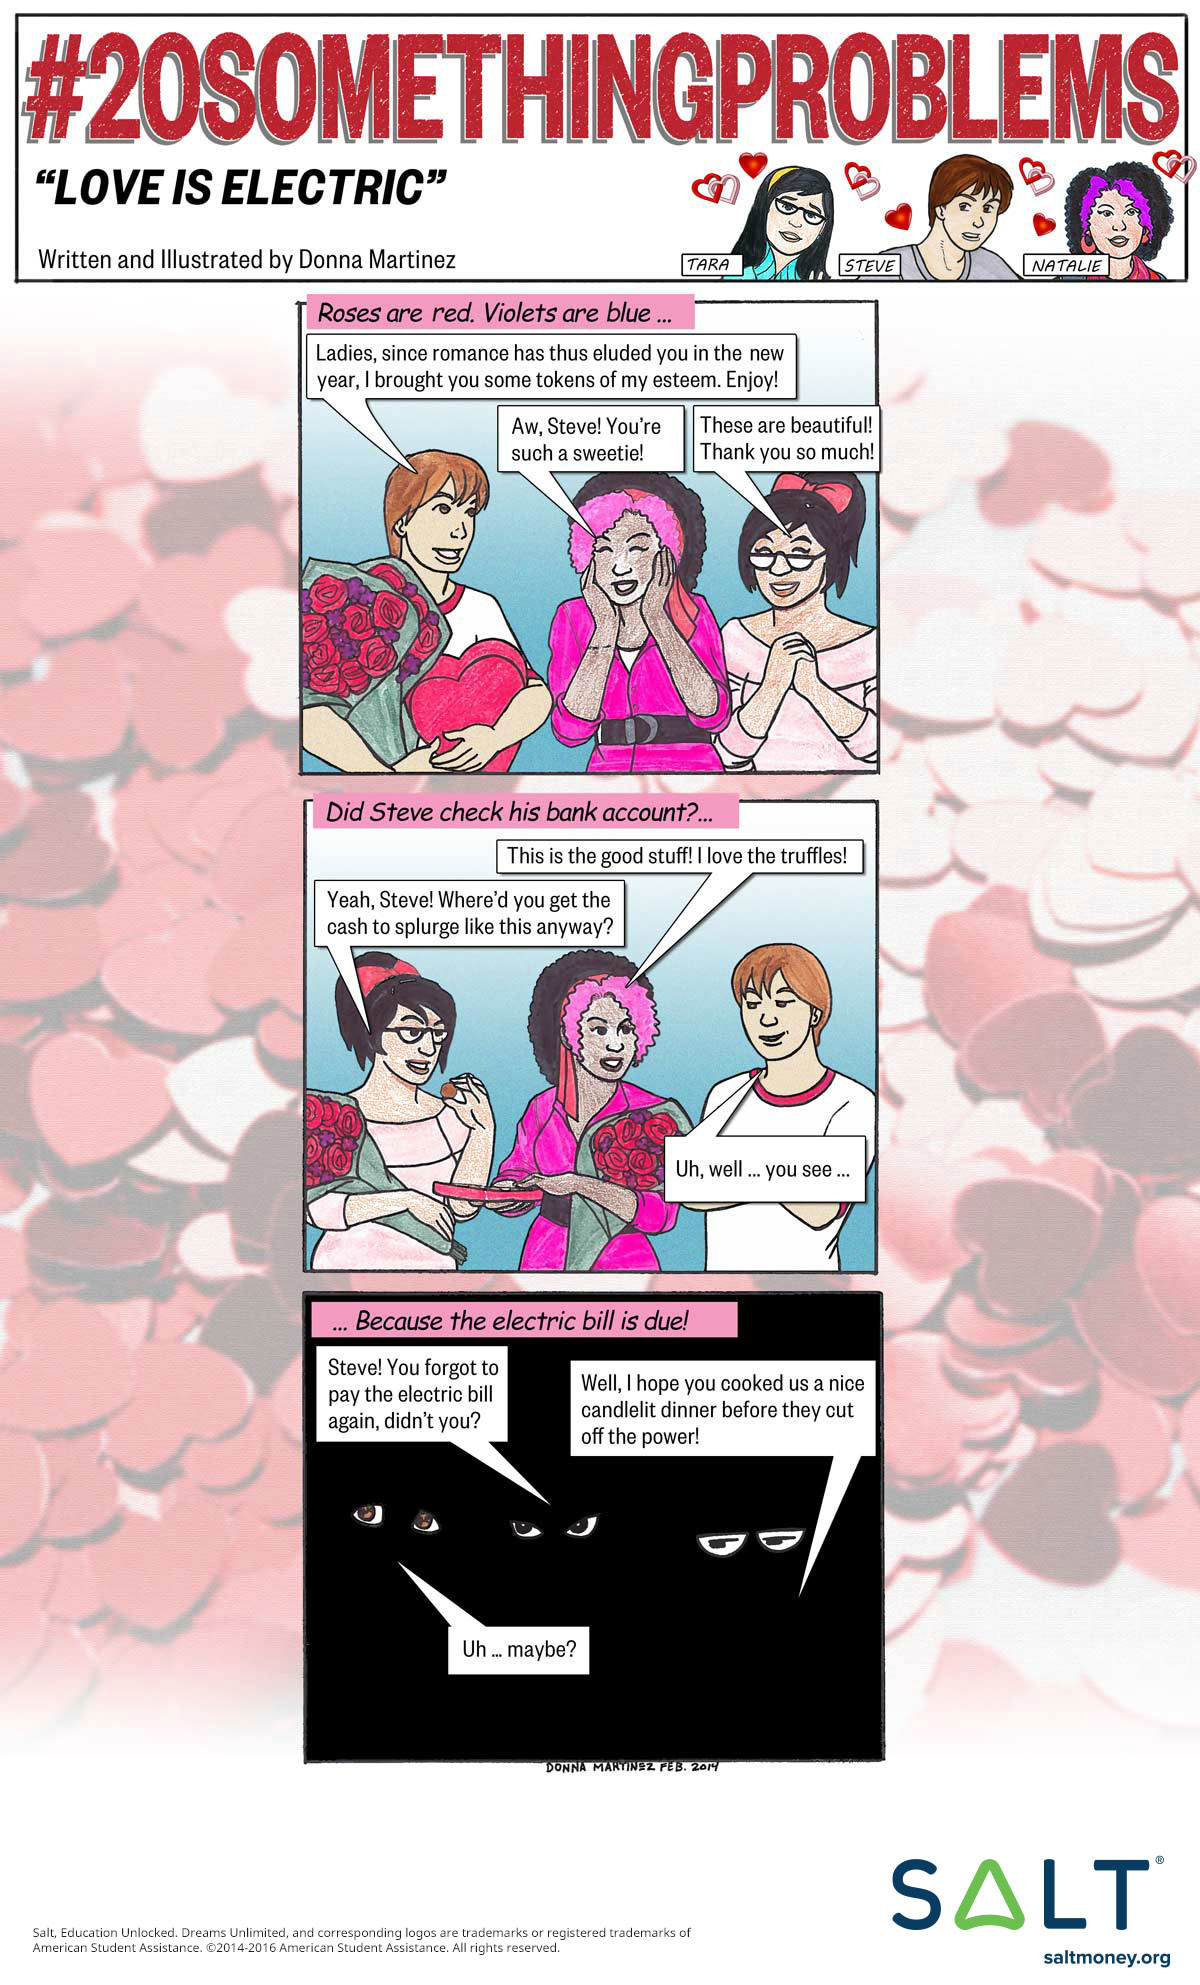 #20SOMETHINGPROBLEMS
“LOVE IS ELECTRIC”
Written and Illustrated by Donna Martinez
TARA
STEVE
NATALIE
Roses are red. Violets are blue ...
Ladies, since romance has thus eluded you in the new
year, I brought you some tokens of my esteem. Enjoy!
Aw, Steve! You’re
such a sweetie!
These are beautiful!
Thank you so much!
Did Steve check his bank account?...
This is the good stuff! I love the truffles!
Yeah, Steve! Where’d you get the
cash to splurge like this anyway?
Uh, well ... you see ...
... Because the electric bill is due!
Steve! You forgot to
pay the electric bill
again, didn’t you?
Well, I hope you cooked us a nice
candlelit dinner before they cut
off the power!
Uh ... maybe?
DONNA MARTINEZ FEB. 2014
SALT®
saltmoney.org
Salt, Education Unlocked. Dreams Unlimited, and corresponding logos are trademarks or registered trademarks of
American Student Assistance. ©2014-2016 American Student Assistance. All rights reserved.